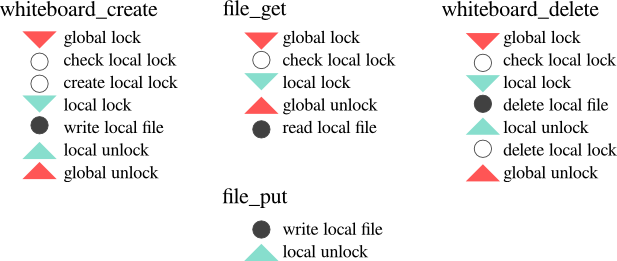 whiteboard_create
global lock
check local lock
create local lock
local lock
write local file
local unlock
global unlock
file_get
global lock
check local lock
local lock
global unlock
read local file
file_put
write local file
local unlock
whiteboard_delete
global lock
check local lock
local lock
delete local file
local unlock
delete local lock
global unlock